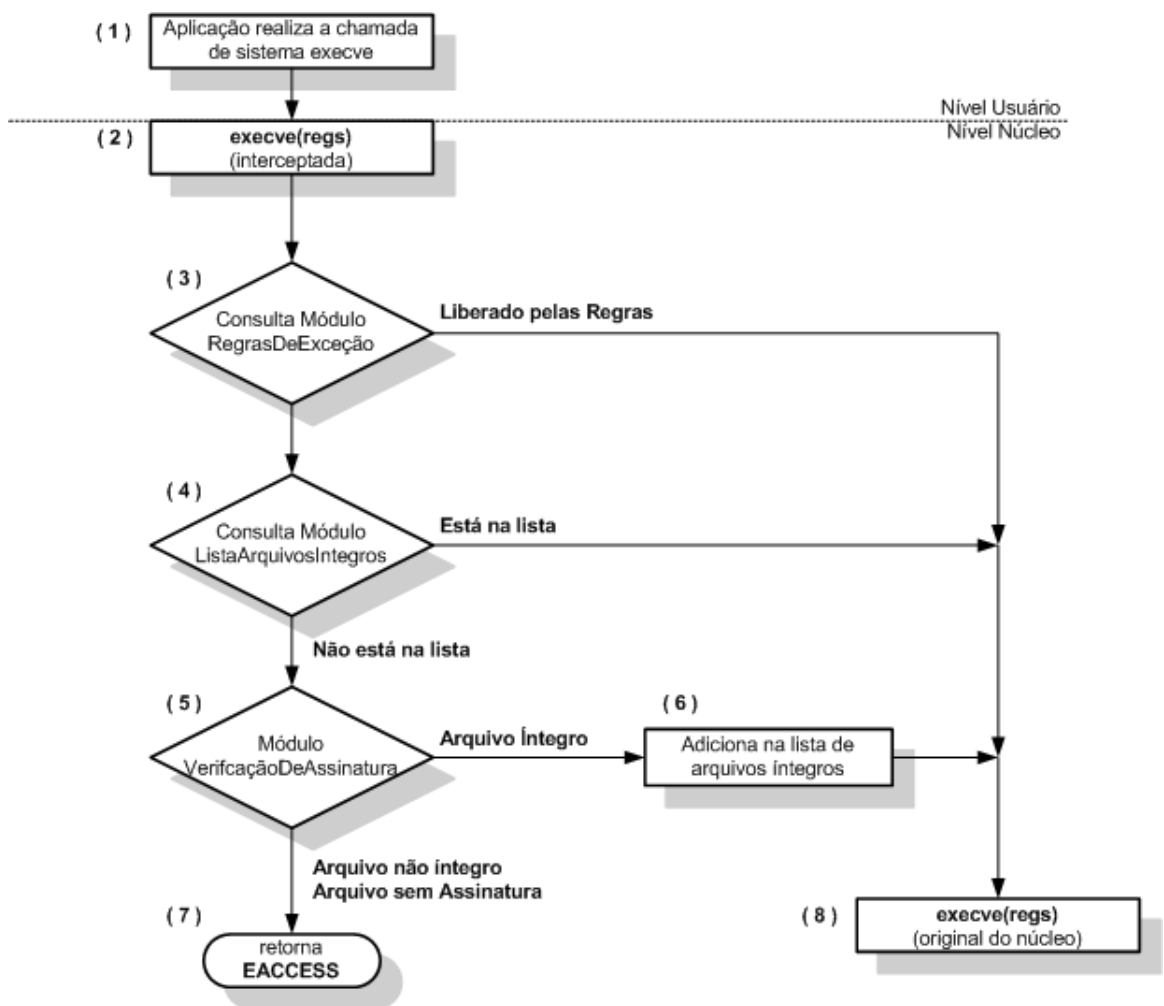 ( 1 )
Aplicação realiza a chamada
de sistema execve
Nível Usuário
Nível Núcleo
( 2 )
execve(regs)
(interceptada)
( 3 )
Consulta Módulo
RegrasDeExceção
Liberado pelas Regras
( 4 )
Consulta Módulo
ListaArquivosIntegros
Está na lista
Não está na lista
( 5 )
Módulo
VerifcaçãoDeAssinatura
Arquivo Íntegro
( 6 )
Adiciona na lista de
arquivos íntegros
Arquivo não íntegro
Arquivo sem Assinatura
( 7 )
retorna
EACCESS
( 8 )
execve(regs)
(original do núcleo)